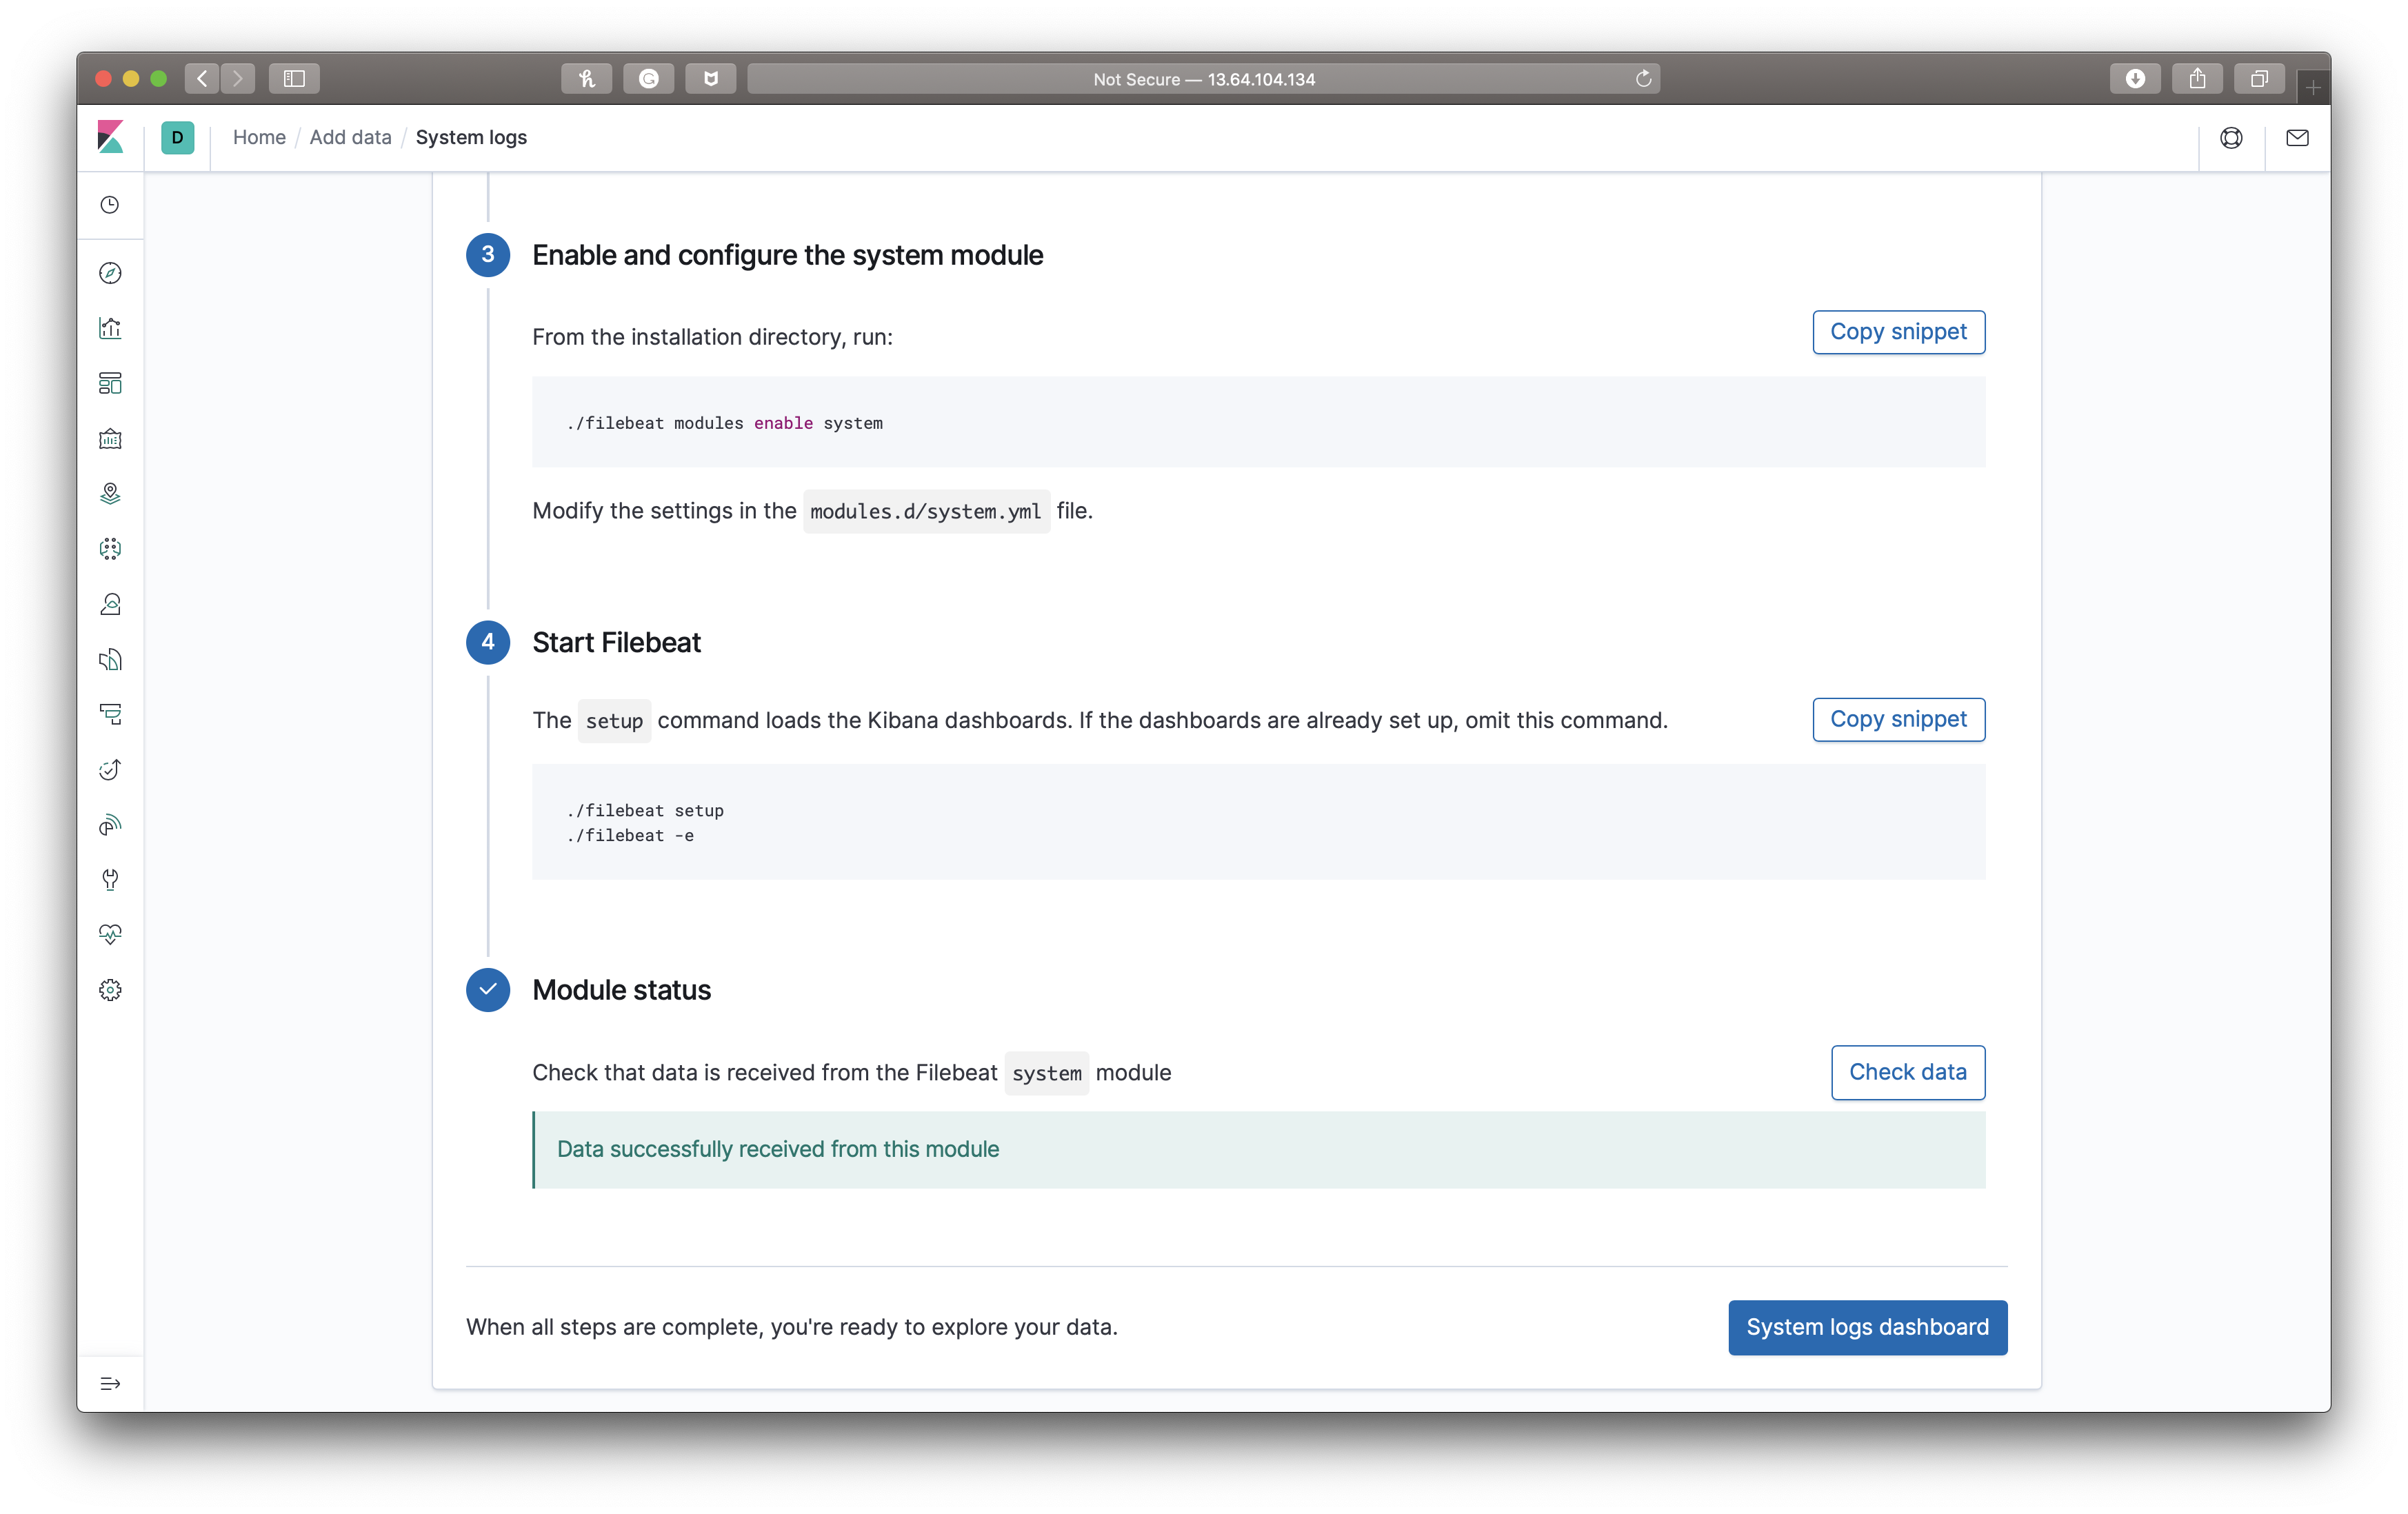 Not Secure — 13.64.104.134
D
Home / Add data / System logs
3
Enable and configure the system module
From the installation directory, run:
Copy snippet
./filebeat modules enable system
Modify the settings in the modules.d/system.yml file.
4
Start Filebeat
The setup command loads the Kibana dashboards. If the dashboards are already set up, omit this command.
Copy snippet
./filebeat setup
./filebeat -e
Module status
Check that data is received from the Filebeat system module
Check data
Data successfully received from this module
When all steps are complete, you're ready to explore your data.
System logs dashboard